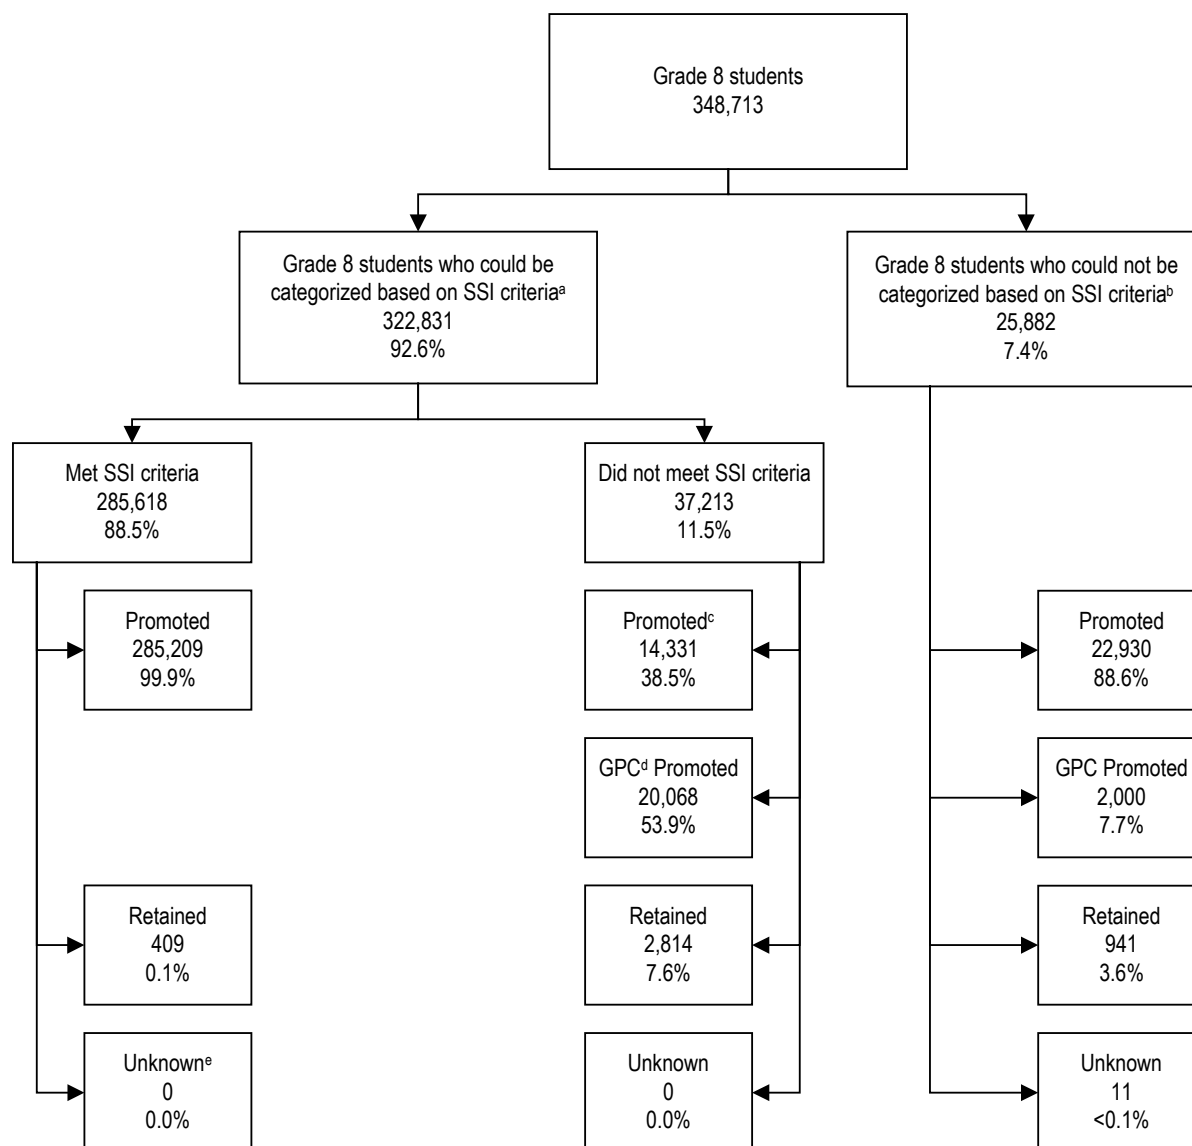 Grade 8 students
348,713
Grade 8 students who could be
categorized based on SSI criteriaᵃ
322,831
92.6%
Grade 8 students who could not be
categorized based on SSI criteriaᵇ
25,882
7.4%
Met SSI criteria
285,618
88.5%
Did not meet SSI criteria
37,213
11.5%
Promoted
285,209
99.9%
Promotedᶜ
14,331
38.5%
Promoted
22,930
88.6%
GPCᵈ Promoted
20,068
53.9%
GPC Promoted
2,000
7.7%
Retained
409
0.1%
Retained
2,814
7.6%
Retained
941
3.6%
Unknownᵉ
0
0.0%
Unknown
0
0.0%
Unknown
11
<0.1%